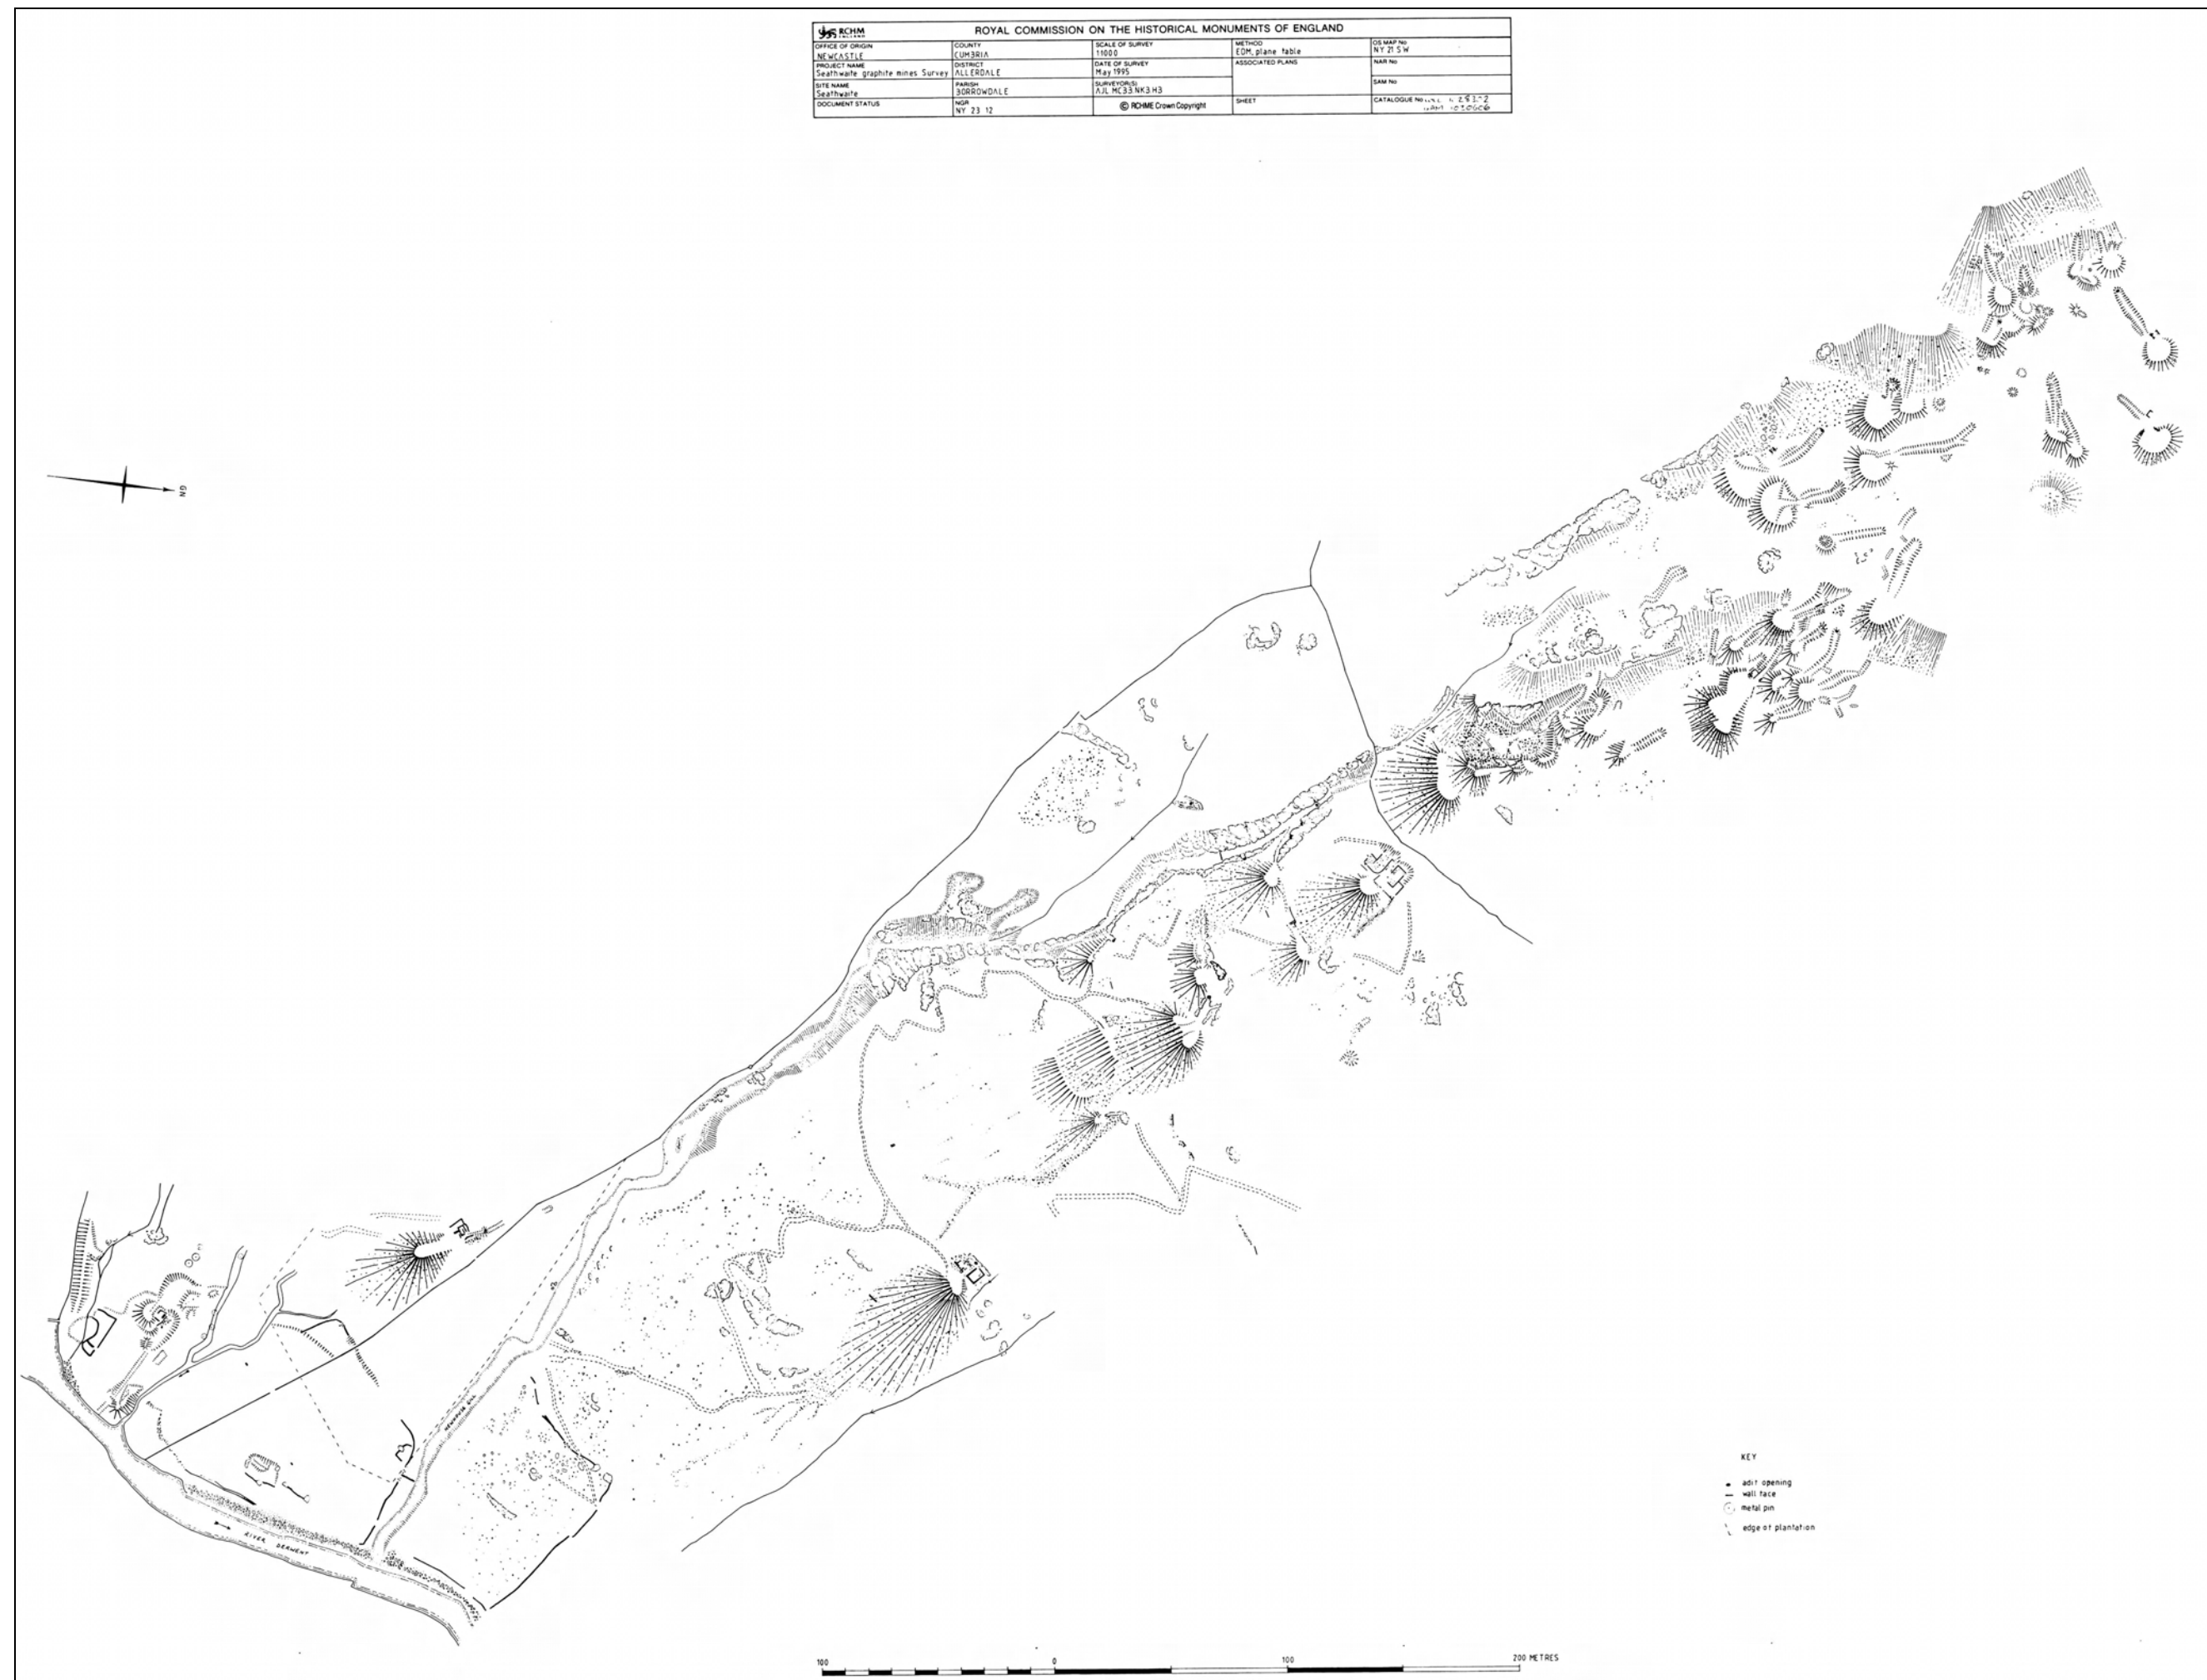 RCHM ENGLAND
ROYAL COMMISSION ON THE HISTORICAL MONUMENTS OF ENGLAND
OFFICE OF ORIGIN
NEWCASTLE
COUNTY
CUMBRIA
SCALE OF SURVEY
1:1000
METHOD
EDM, plane table
OS MAP No
NY 21 SW
PROJECT NAME
Seathwaite graphite mines Survey
DISTRICT
ALLERDALE
DATE OF SURVEY
May 1995
ASSOCIATED PLANS
NAR No
SITE NAME
Seathwaite
PARISH
BORROWDALE
SURVEYOR(S)
SAM No
DOCUMENT STATUS
NGR
NY 23 12
© RCHME Crown Copyright
SHEET
CATALOGUE No
GN
RIVER DERWENT
KEY
adit opening
wall face
metal pin
edge of plantation
100 0 100 200 METRES